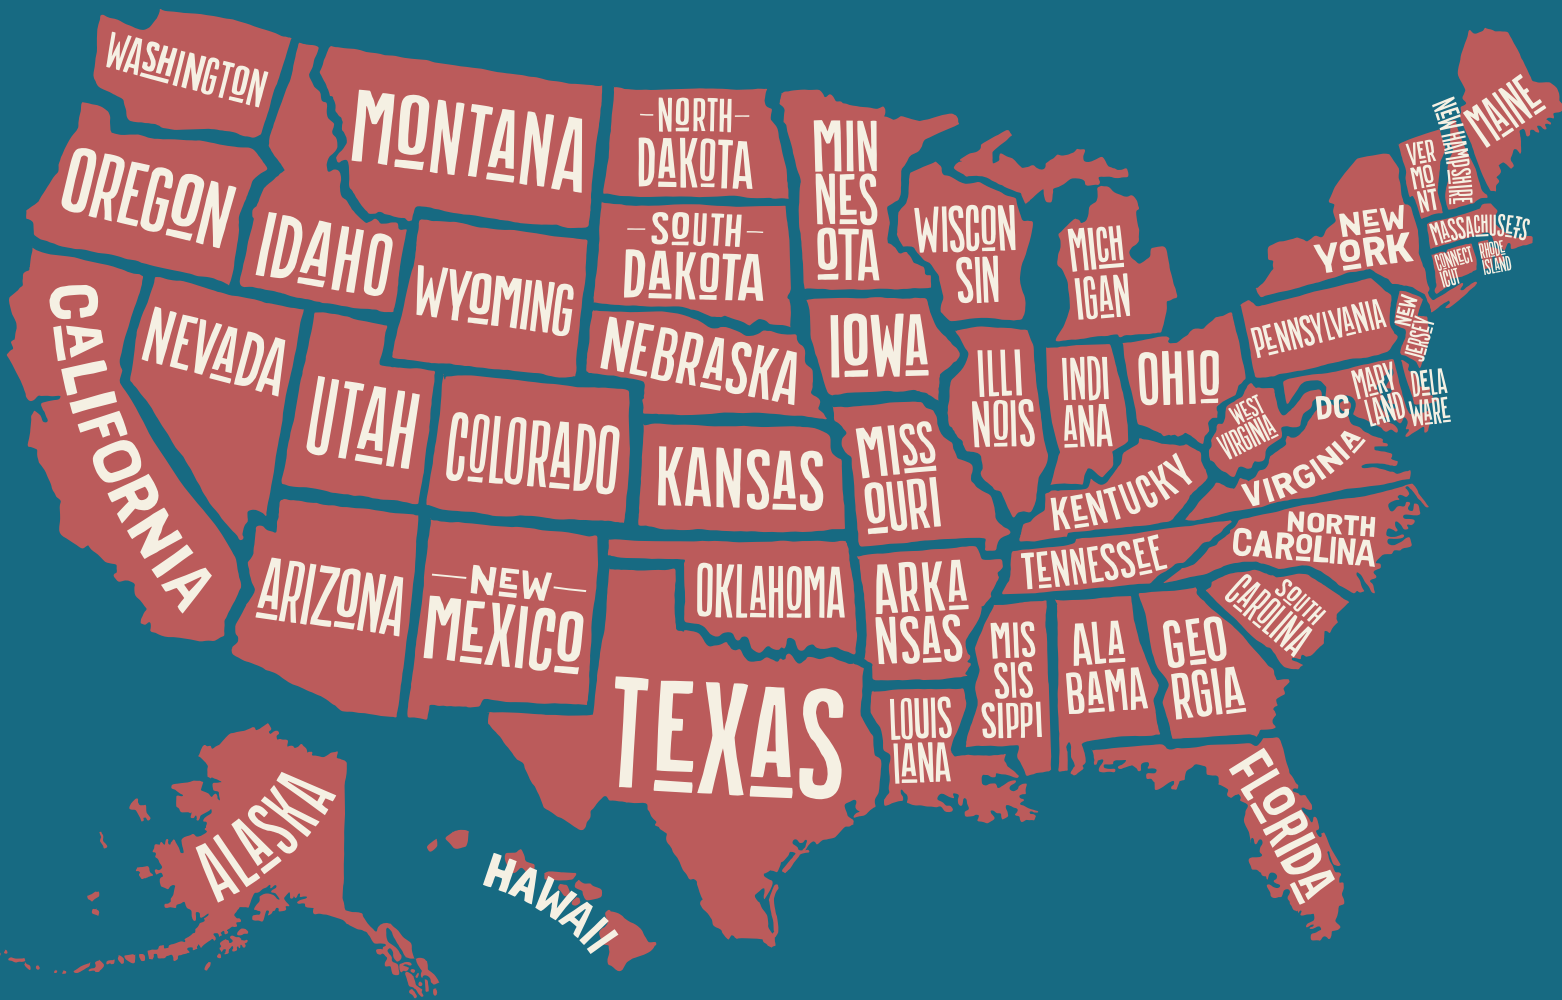 WASHINGTON
OREGON
CALIFORNIA
IDAHO
NEVADA
MONTANA
WYOMING
UTAH
ARIZONA
COLORADO
NEW
MEXICO
NORTH
DAKOTA
SOUTH
DAKOTA
NEBRASKA
KANSAS
OKLAHOMA
TEXAS
MIN
NES
OTA
IOWA
MISS
OURI
ARKA
NSAS
LOUIS
IANA
WISCON
SIN
ILLI
NOIS
MICH
IGAN
INDI
ANA
OHIO
KENTUCKY
TENNESSEE
MIS
SIS
SIPPI
ALA
BAMA
GEO
RGIA
FLORIDA
SOUTH
CAROLINA
NORTH
CAROLINA
VIRGINIA
WEST
VIRGINIA
DC
MARY
LAND
DELA
WARE
PENNSYLVANIA
NEW
JERSEY
NEW
YORK
CONNECT
ICUT
RHODE
ISLAND
MASSACHUSETS
VER
MO
NT
NEW HAMPSHIRE
MAINE
ALASKA
HAWAII